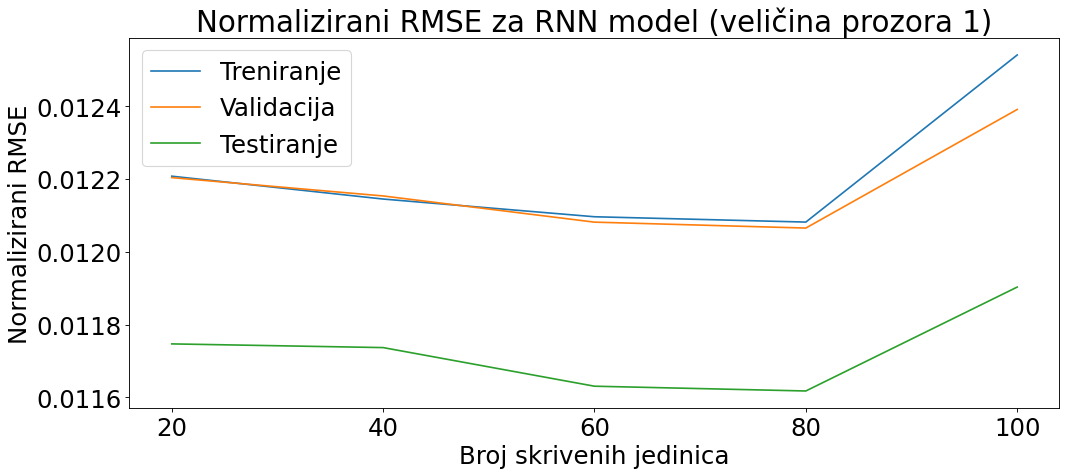 Normalizirani RMSE za RNN model (veličina prozora 1)
Treniranje
Validacija
Testiranje
Normalizirani RMSE
0.0124
0.0122
0.0120
0.0118
0.0116
20 40 60 80 100
Broj skrivenih jedinica